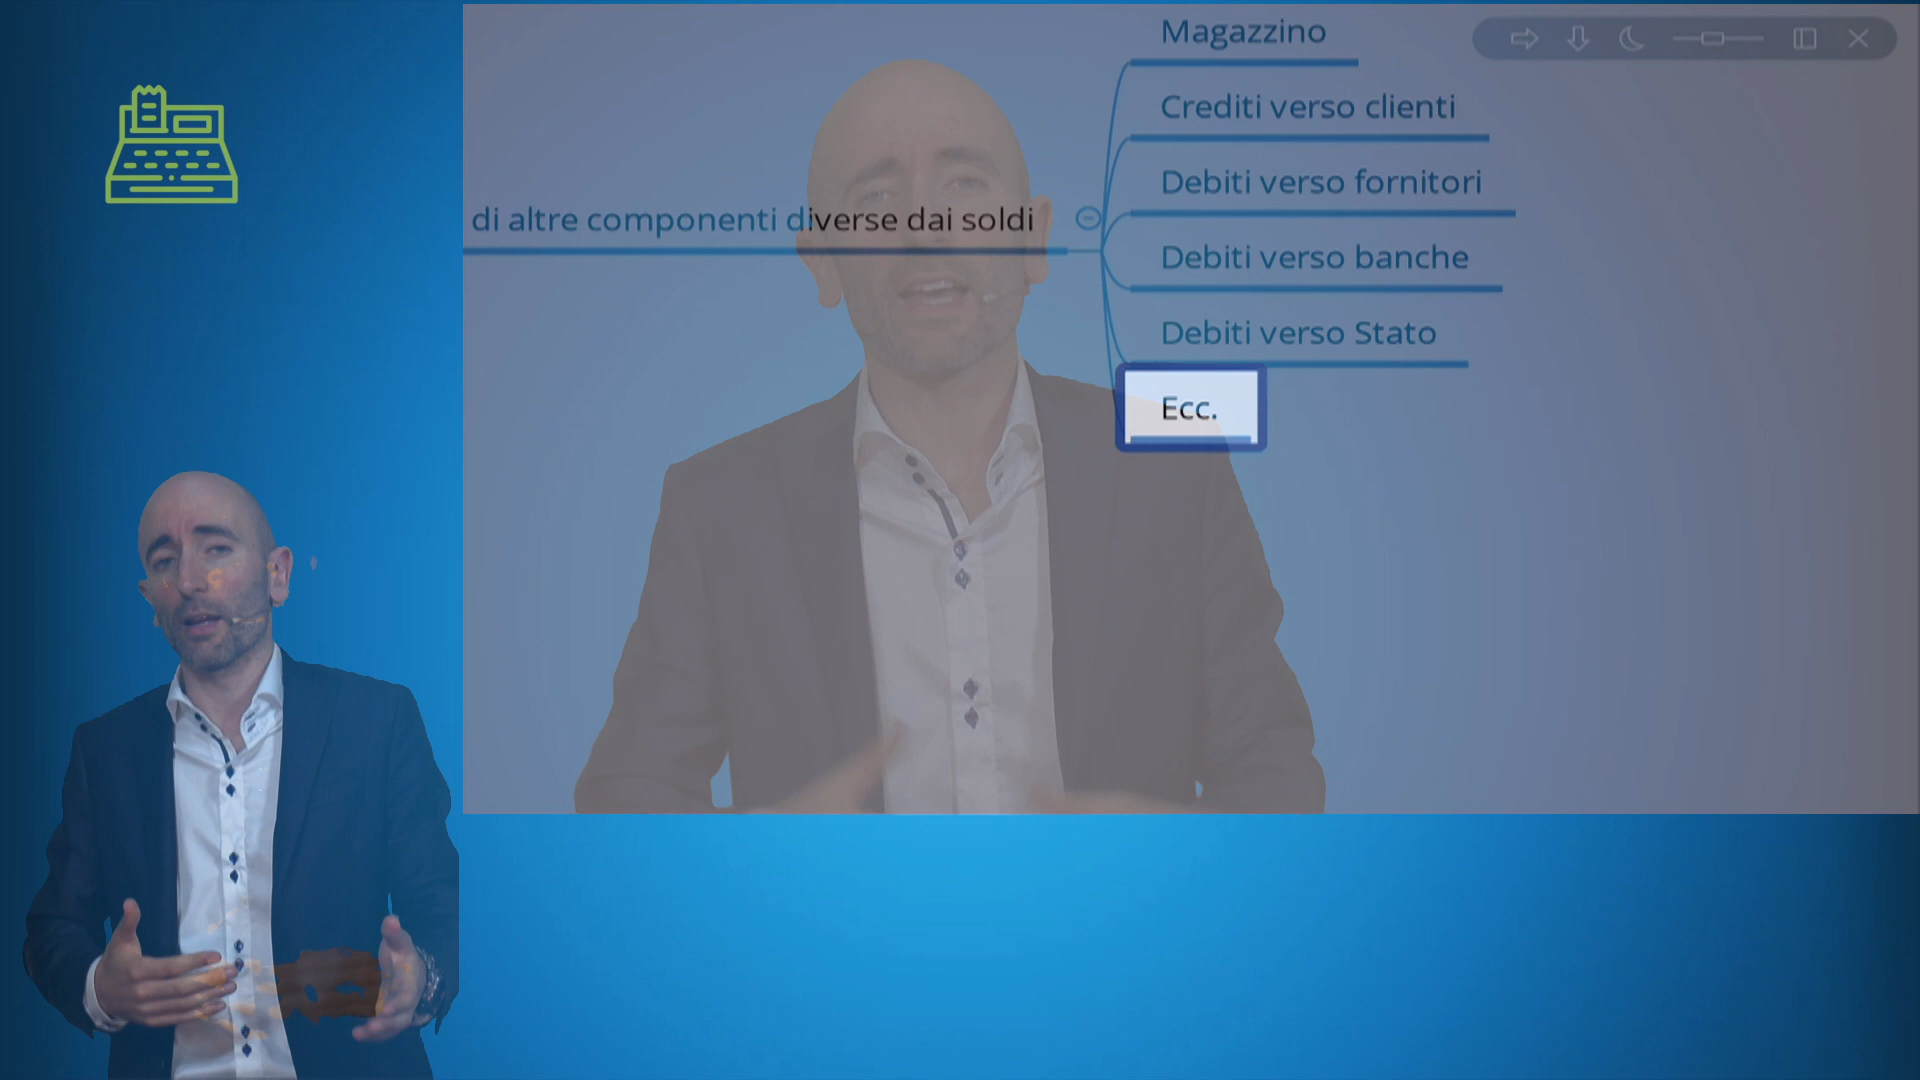 Magazzino
Crediti verso clienti
Debiti verso fornitori
di altre componenti diverse dai soldi
Debiti verso banche
Debiti verso Stato
Ecc.